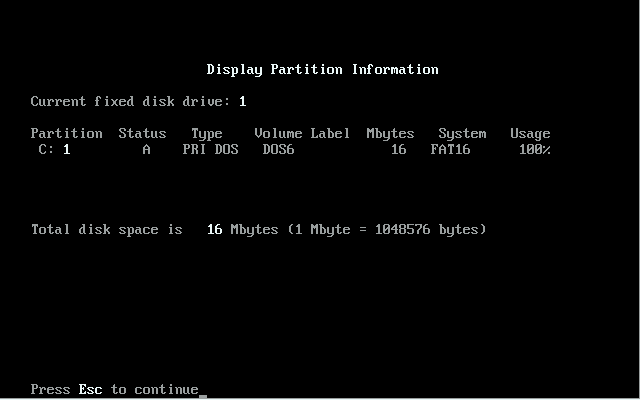 Display Partition Information
Current fixed disk drive: 1
Partition  Status   Type    Volume Label  Mbytes   System   Usage
C: 1         A    PRI DOS   DOS6            16   FAT16      100%
Total disk space is   16 Mbytes (1 Mbyte = 1048576 bytes)
Press Esc to continue_